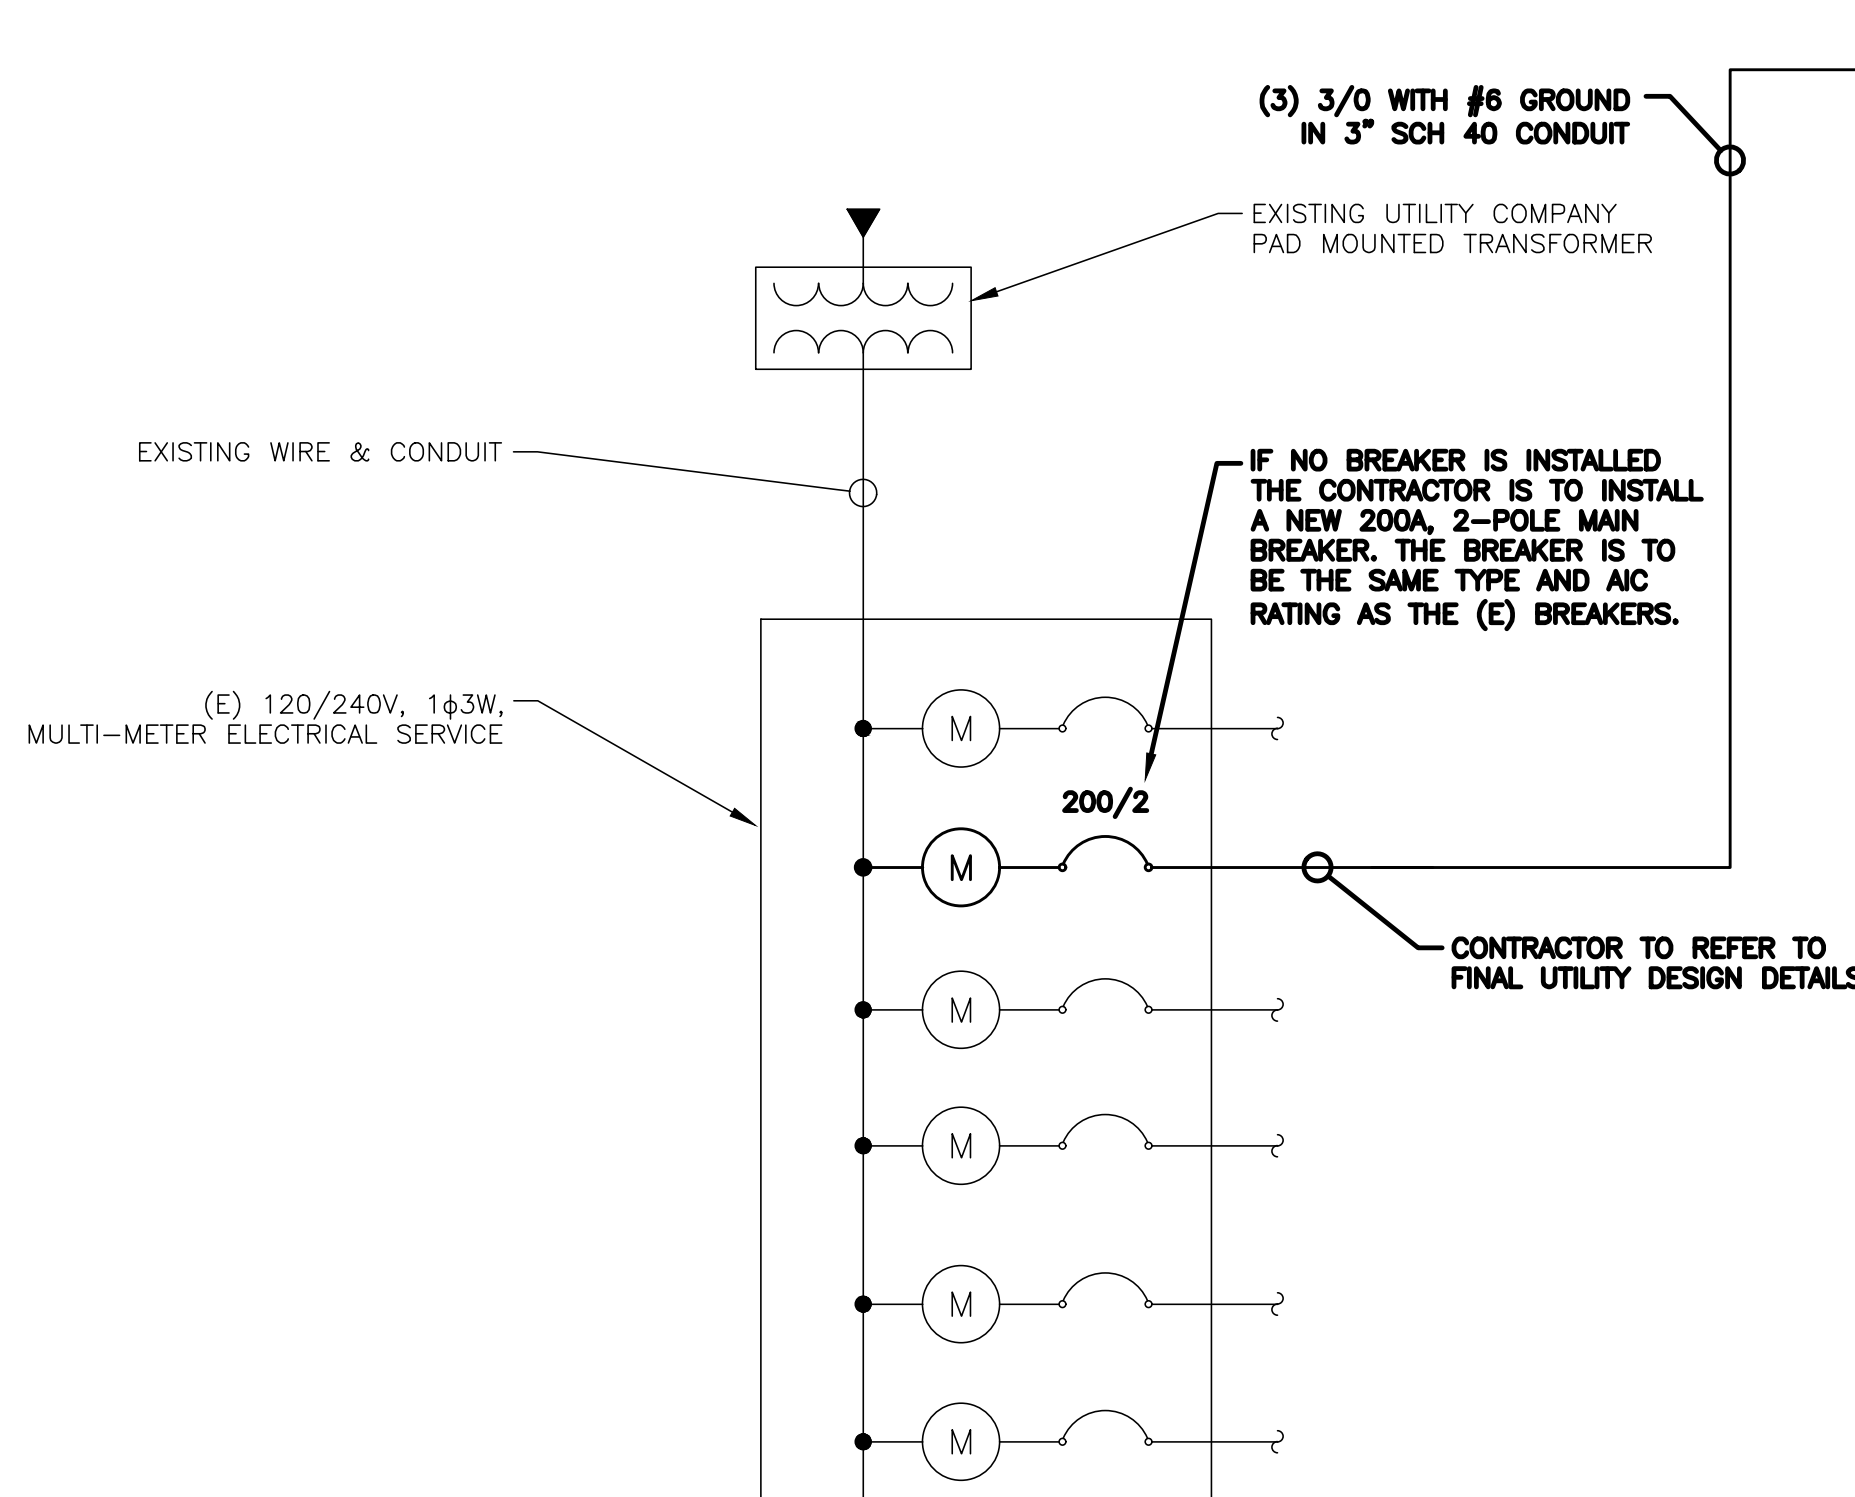 (3) 3/0 WITH #6 GROUND
IN 3" SCH 40 CONDUIT
EXISTING UTILITY COMPANY
PAD MOUNTED TRANSFORMER
EXISTING WIRE & CONDUIT
IF NO BREAKER IS INSTALLED
THE CONTRACTOR IS TO INSTALL
A NEW 200A, 2-POLE MAIN
BREAKER. THE BREAKER IS TO
BE THE SAME TYPE AND AIC
RATING AS THE (E) BREAKERS.
(E) 120/240V, 1ϕ3W,
MULTI-METER ELECTRICAL SERVICE
M
200/2
M
CONTRACTOR TO REFER TO
FINAL UTILITY DESIGN DETAILS
M
M
M
M